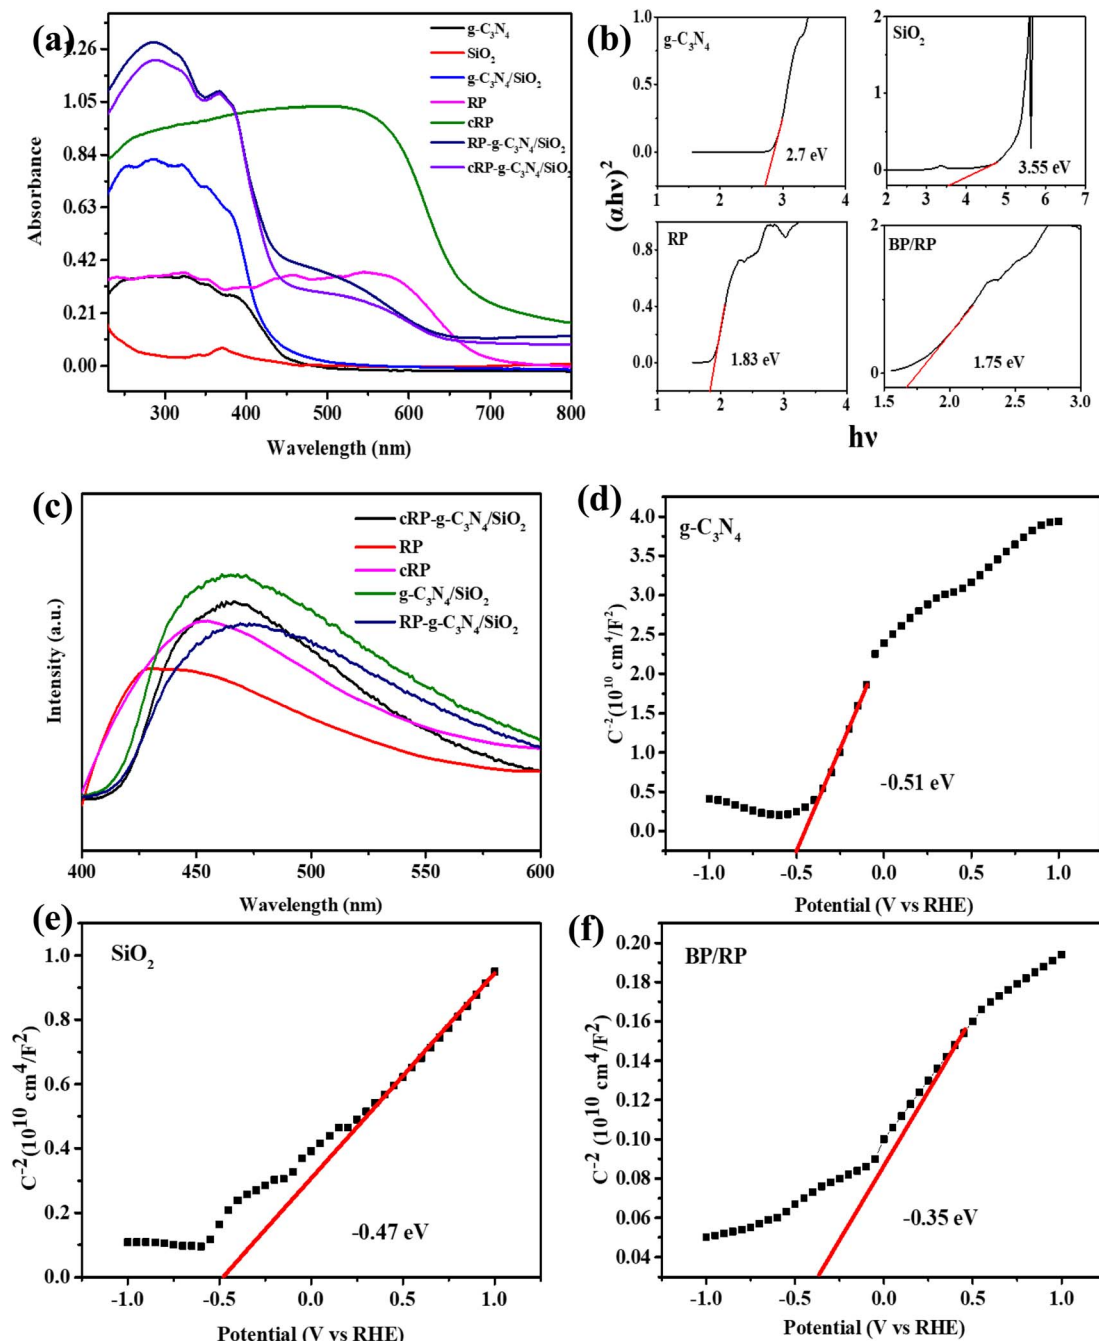 (a)
g-C₃N₄
SiO₂
g-C₃N₄/SiO₂
RP
cRP
RP-g-C₃N₄/SiO₂
cRP-g-C₃N₄/SiO₂
1.26
1.05
0.84
0.63
0.42
0.21
0.00
Absorbance
300 400 500 600 700 800
Wavelength (nm)
(b)
g-C₃N₄
1.0
0.5
0.0
2.7 eV
1 2 3 4
SiO₂
2
1
0
3.55 eV
2 3 4 5 6 7
(αhν)²
RP
0.8
0.4
0.0
1.83 eV
1 2 3 4
BP/RP
2
1
0
1.75 eV
1.5 2.0 2.5 3.0
hν
(c)
cRP-g-C₃N₄/SiO₂
RP
cRP
g-C₃N₄/SiO₂
RP-g-C₃N₄/SiO₂
Intensity (a.u.)
400 450 500 550 600
Wavelength (nm)
(d)
g-C₃N₄
4.0
3.5
3.0
2.5
2.0
1.5
1.0
0.5
0.0
C⁻²(10¹⁰ cm⁴/F²)
-0.51 eV
-1.0 -0.5 0.0 0.5 1.0
Potential (V vs RHE)
(e)
SiO₂
1.0
0.8
0.6
0.4
0.2
0.0
C⁻²(10¹⁰ cm⁴/F²)
-0.47 eV
-1.0 -0.5 0.0 0.5 1.0
Potential (V vs RHE)
(f)
BP/RP
0.20
0.18
0.16
0.14
0.12
0.10
0.08
0.06
0.04
C⁻²(10¹⁰ cm⁴/F²)
-0.35 eV
-1.0 -0.5 0.0 0.5 1.0
Potential (V vs RHE)